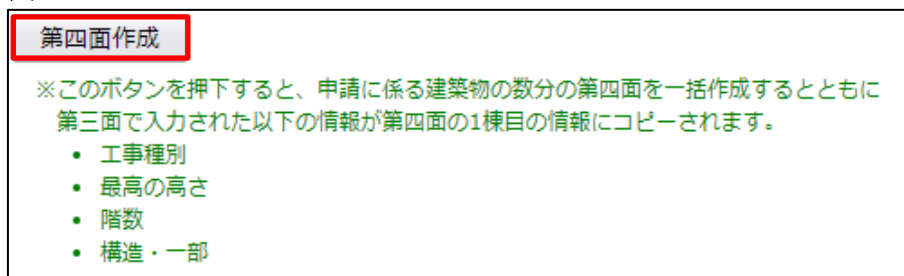 第四面作成
※このボタンを押下すると、申請に係る建築物の数分の第四面を一括作成するとともに
第三面で入力された以下の情報が第四面の1棟目の情報にコピーされます。
• 工事種別
• 最高の高さ
• 階数
• 構造・一部